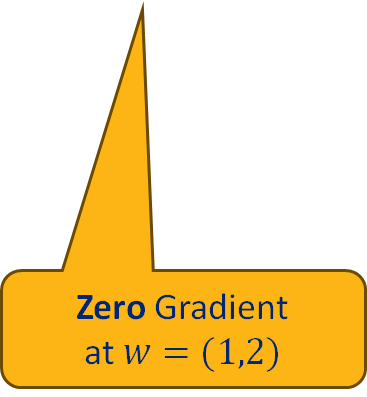 Zero Gradient
at w = (1,2)